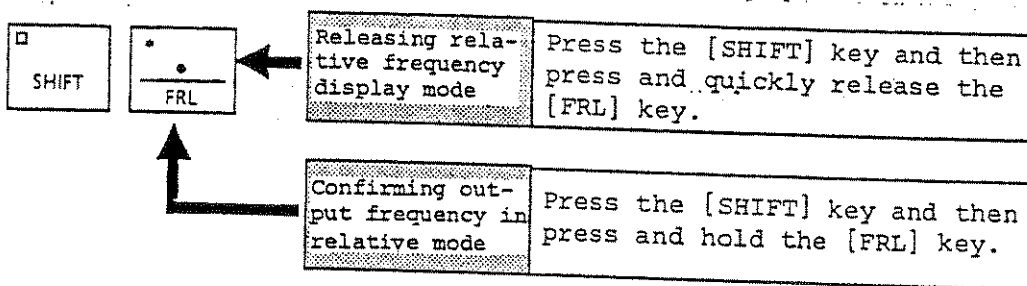 SHIFT
FRL
Releasing rela-
tive frequency
display mode
Press the [SHIFT] key and then
press and quickly release the
[FRL] key.
Confirming out-
put frequency in
relative mode
Press the [SHIFT] key and then
press and hold the [FRL] key.